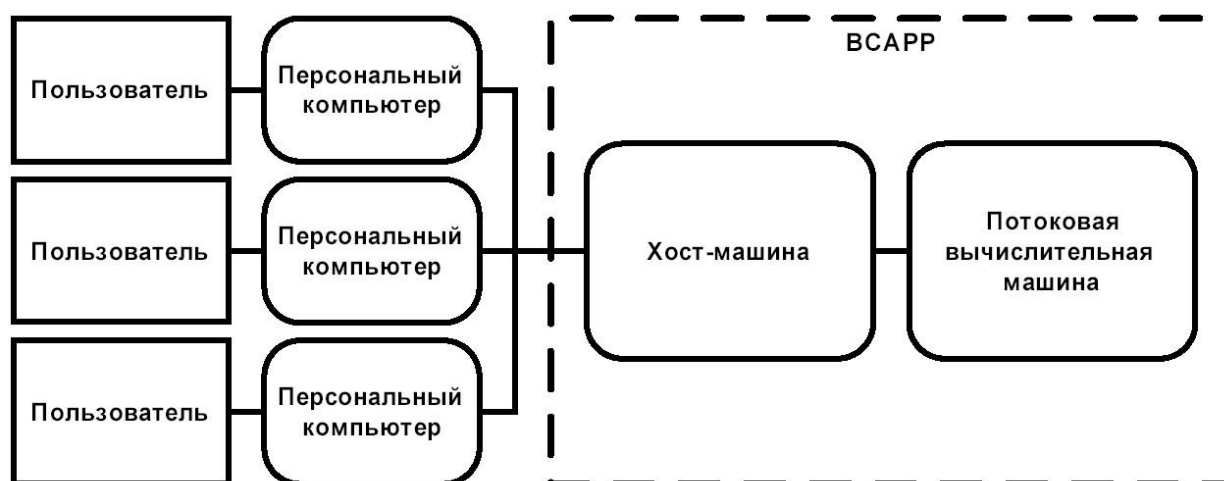 ВСАРР
Пользователь
Персональный
компьютер
Пользователь
Персональный
компьютер
Хост-машина
Потоковая
вычислительная
машина
Пользователь
Персональный
компьютер